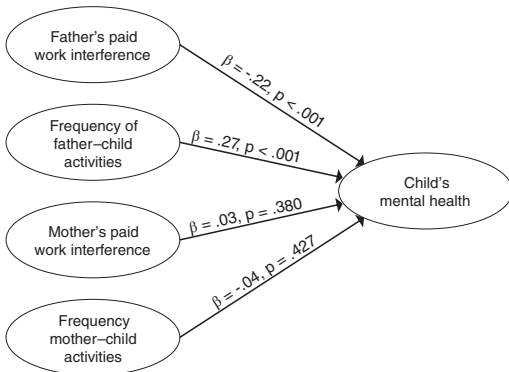 Father's paid
work interference
β = -.22, p < .001
Frequency of
father–child
activities
β = .27, p < .001
Child's
mental health
Mother's paid
work interference
β = .03, p = .380
β = -.04, p = .427
Frequency
mother–child
activities